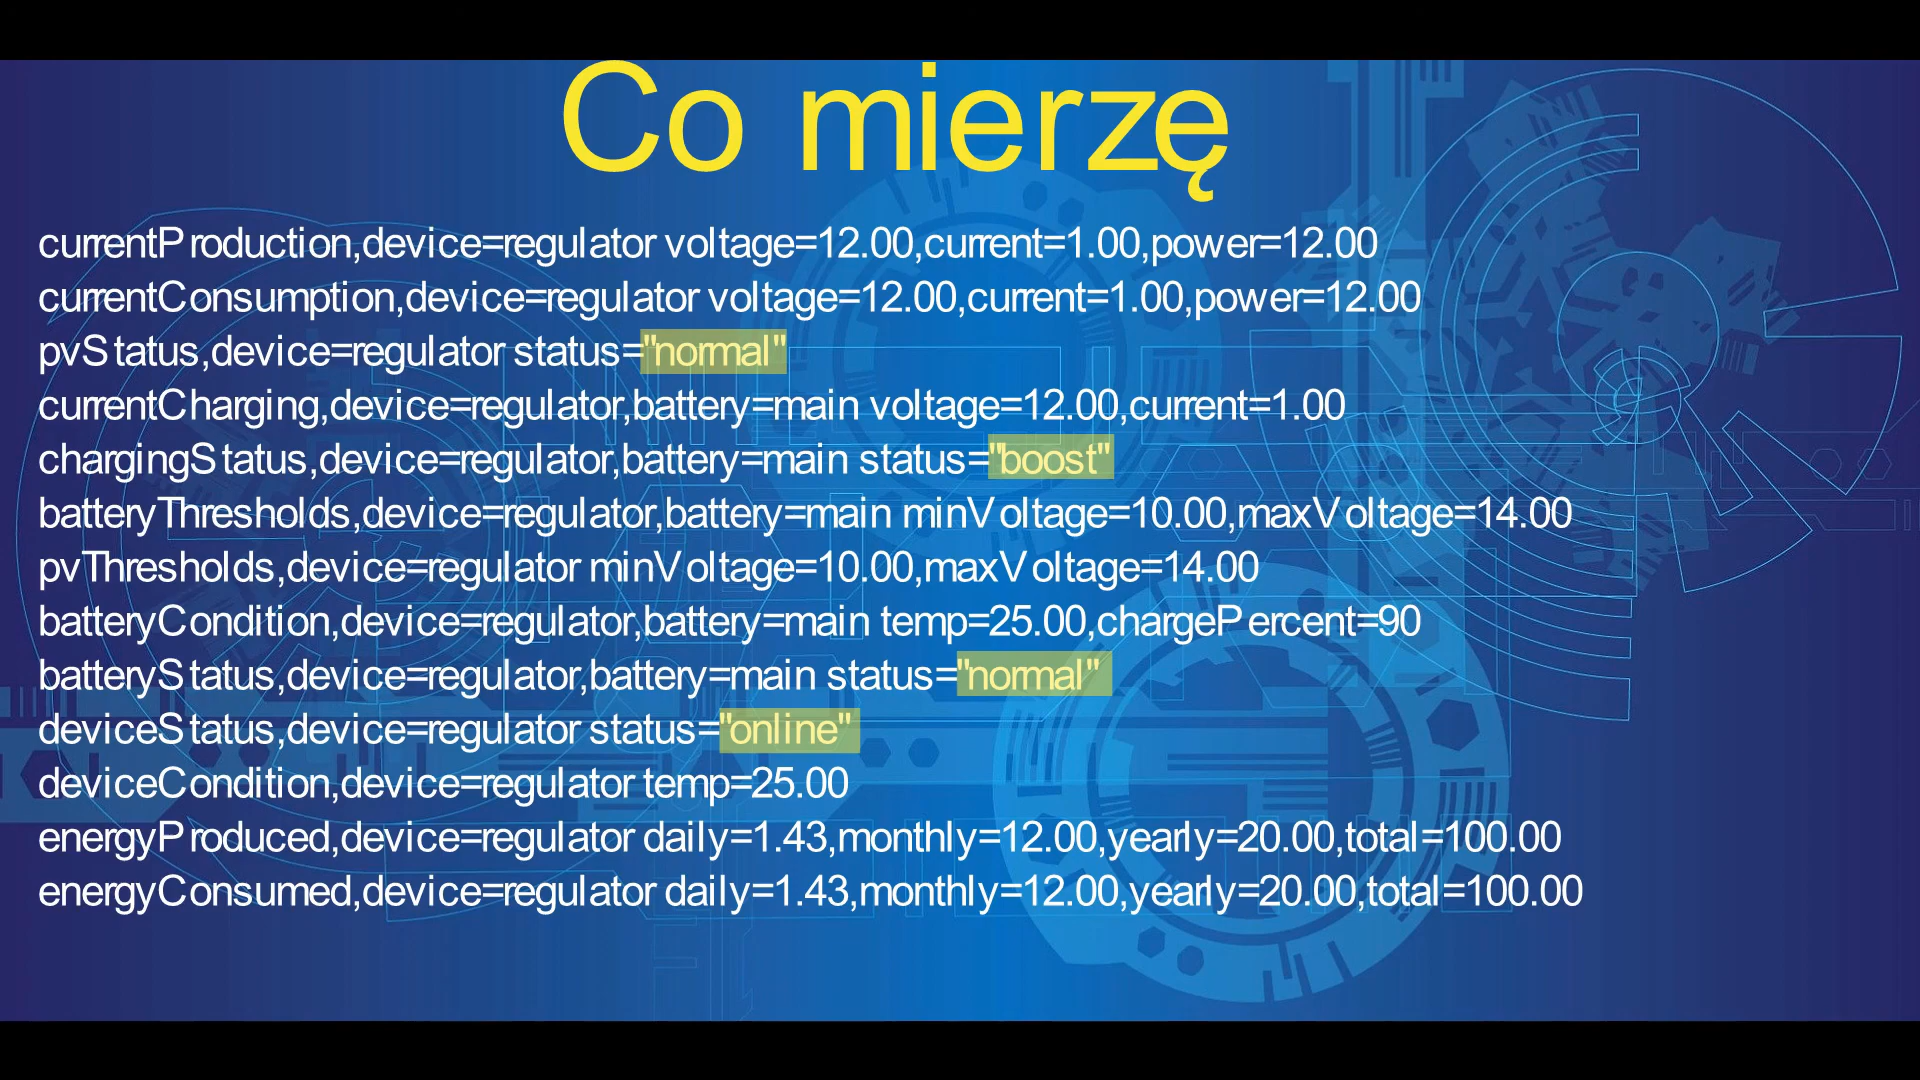 Co mierzę
currentProduction,device=regulator voltage=12.00,current=1.00,power=12.00
currentConsumption,device=regulator voltage=12.00,current=1.00,power=12.00
pvStatus,device=regulator status="normal"
currentCharging,device=regulator,battery=main voltage=12.00,current=1.00
chargingStatus,device=regulator,battery=main status="boost"
batteryThresholds,device=regulator,battery=main minVoltage=10.00,maxVoltage=14.00
pvThresholds,device=regulator minVoltage=10.00,maxVoltage=14.00
batteryCondition,device=regulator,battery=main temp=25.00,chargePercent=90
batteryStatus,device=regulator,battery=main status="normal"
deviceStatus,device=regulator status="online"
deviceCondition,device=regulator temp=25.00
energyProduced,device=regulator daily=1.43,monthly=12.00,yearly=20.00,total=100.00
energyConsumed,device=regulator daily=1.43,monthly=12.00,yearly=20.00,total=100.00